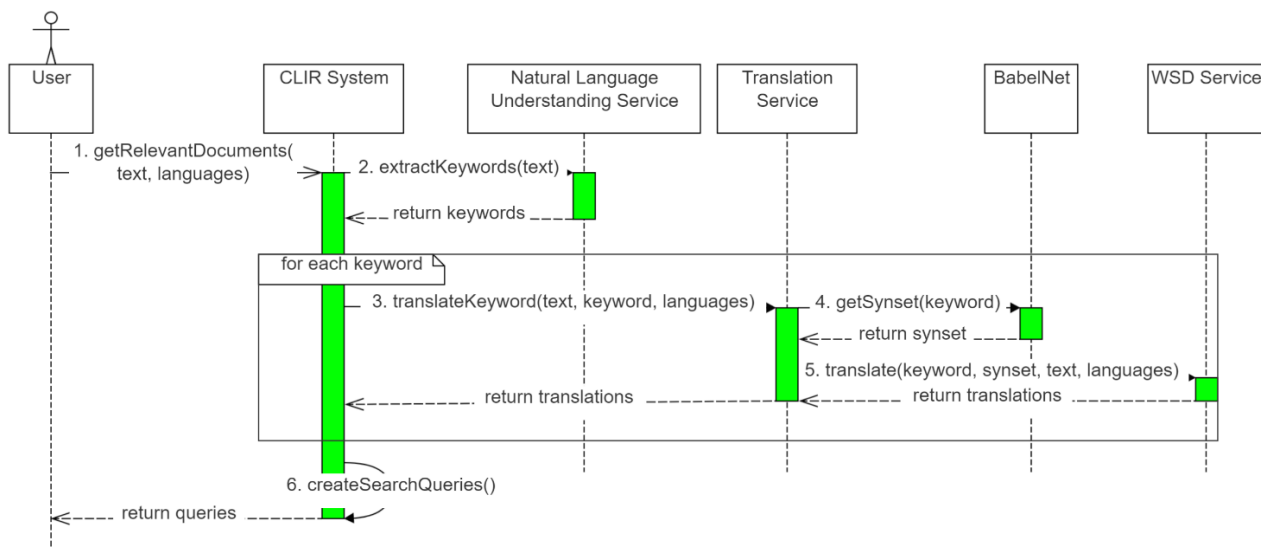 User
CLIR System
Natural Language
Understanding Service
Translation
Service
BabelNet
WSD Service
1. getRelevantDocuments(
text, languages)
2. extractKeywords(text)
return keywords
for each keyword
3. translateKeyword(text, keyword, languages)
4. getSynset(keyword)
return synset
5. translate(keyword, synset, text, languages)
return translations
return translations
6. createSearchQueries()
return queries